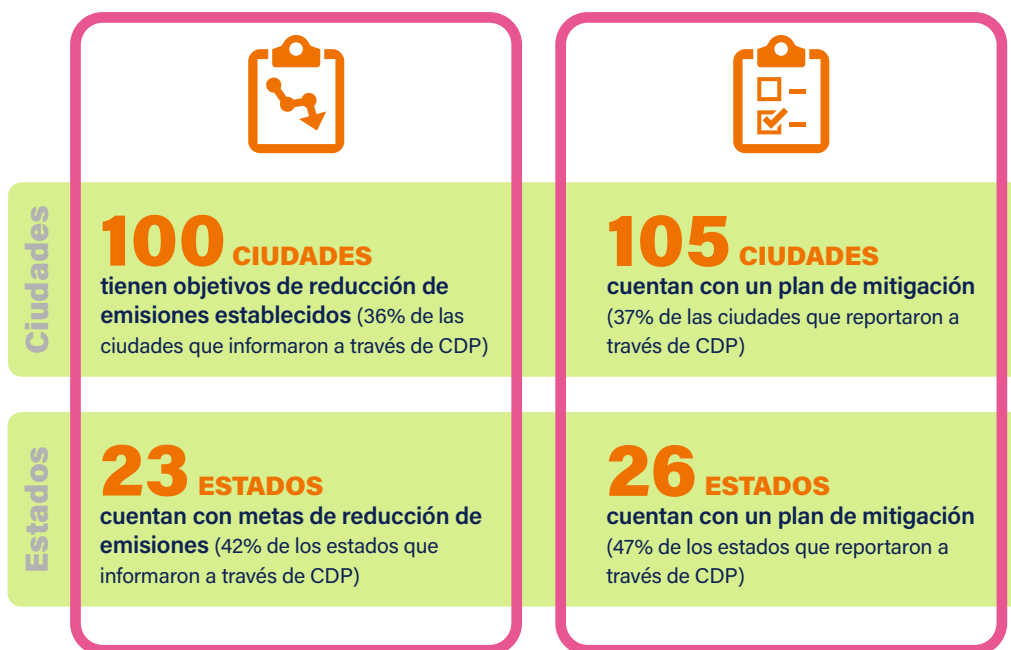 Ciudades
100 CIUDADES
tienen objetivos de reducción de
emisiones establecidos (36% de las
ciudades que informaron a través de CDP)
105 CIUDADES
cuentan con un plan de mitigación
(37% de las ciudades que reportaron a
través de CDP)
Estados
23 ESTADOS
cuentan con metas de reducción de
emisiones (42% de los estados que
informaron a través de CDP)
26 ESTADOS
cuentan con un plan de mitigación
(47% de los estados que reportaron a
través de CDP)